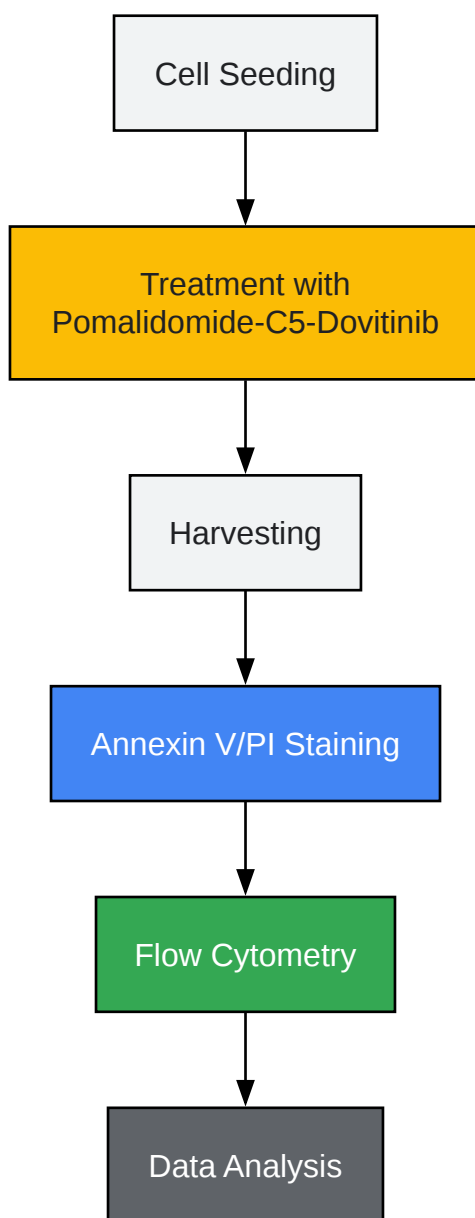 Cell Seeding
Treatment with
Pomalidomide-C5-Dovitinib
Harvesting
Annexin V/PI Staining
Flow Cytometry
Data Analysis